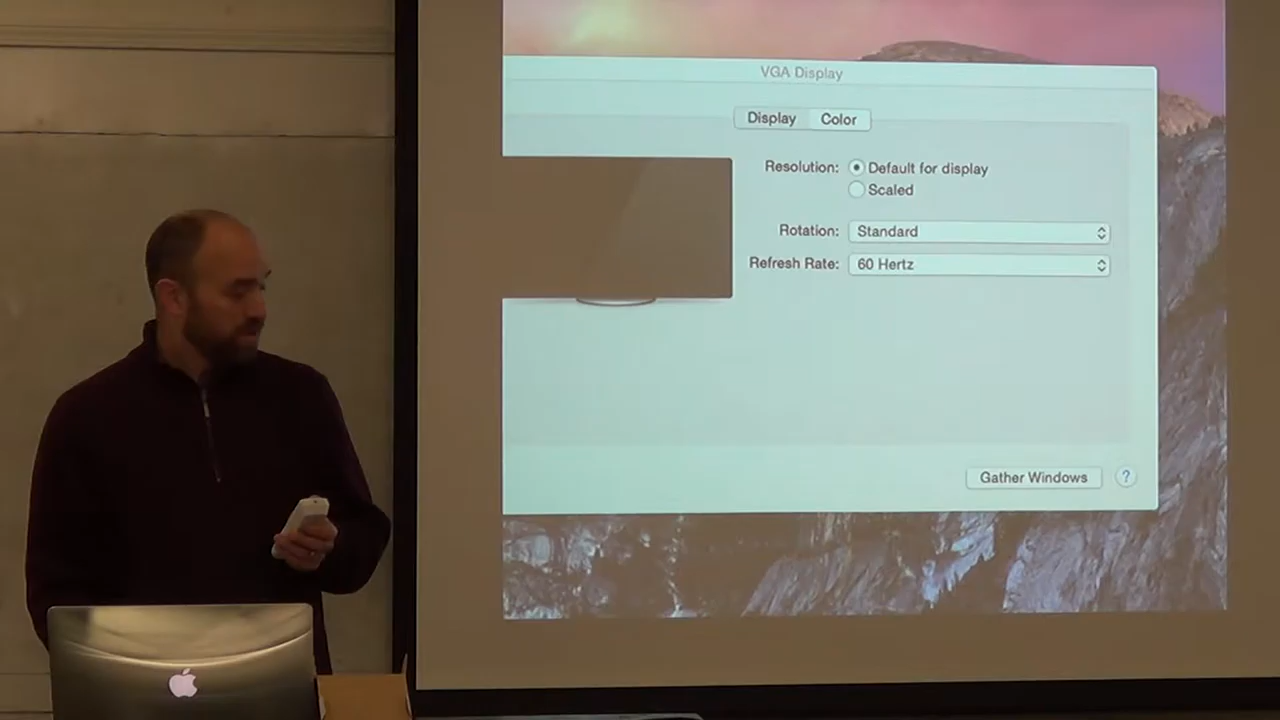 VGA Display
Display Color
Resolution: Default for display
Scaled
Rotation: Standard
Refresh Rate: 60 Hertz
Gather Windows ?